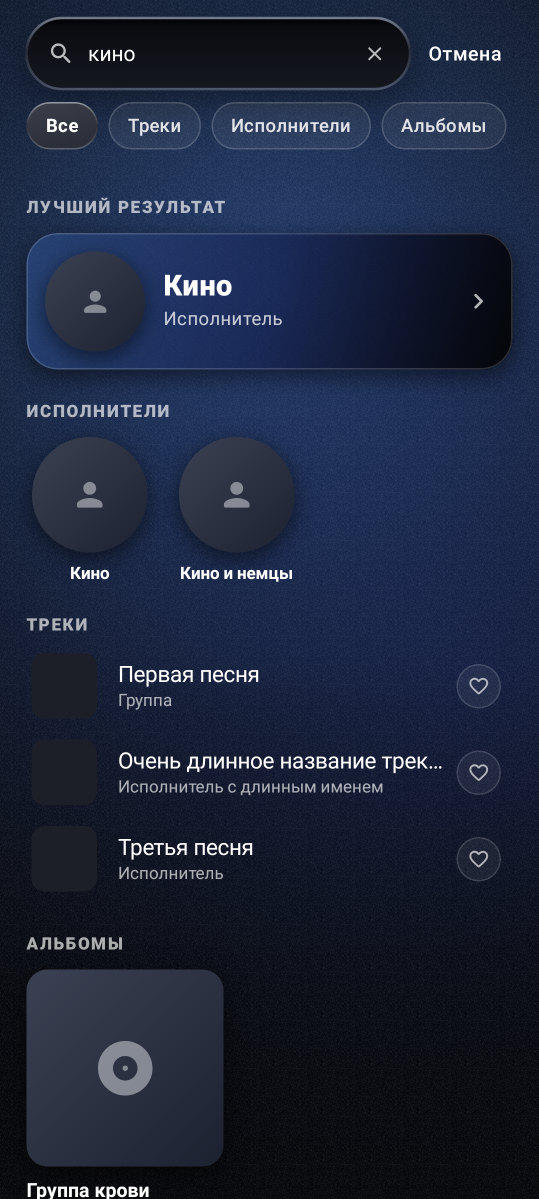 кино
Отмена
Все
Треки
Исполнители
Альбомы
ЛУЧШИЙ РЕЗУЛЬТАТ
Кино
Исполнитель
ИСПОЛНИТЕЛИ
Кино
Кино и немцы
ТРЕКИ
Первая песня
Группа
Очень длинное название трек...
Исполнитель с длинным именем
Третья песня
Исполнитель
АЛЬБОМЫ
Группа крови